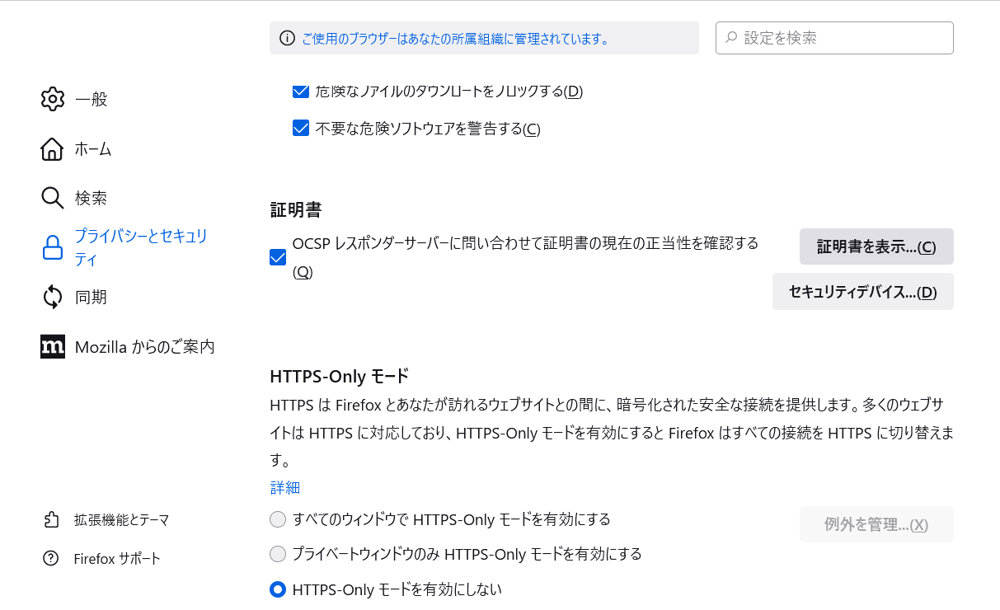 ご使用のブラウザーはあなたの所属組織に管理されています。
設定を検索
一般
ホーム
検索
プライバシーとセキュリ
ティ
同期
Mozilla からのご案内
拡張機能とテーマ
Firefox サポート
危険なファイルのダウンロードをブロックする(D)
不要な危険ソフトウェアを警告する(C)
証明書
OCSP レスポンダーサーバーに問い合わせて証明書の現在の正当性を確認する
(Q)
証明書を表示...(C)
セキュリティデバイス...(D)
HTTPS-Only モード
HTTPS は Firefox とあなたが訪れるウェブサイトとの間に、暗号化された安全な接続を提供します。多くのウェブサ
イトは HTTPS に対応しており、HTTPS-Only モードを有効にすると Firefox はすべての接続を HTTPS に切り替えま
す。
詳細
すべてのウィンドウで HTTPS-Only モードを有効にする
例外を管理...(X)
プライベートウィンドウのみ HTTPS-Only モードを有効にする
HTTPS-Only モードを有効にしない